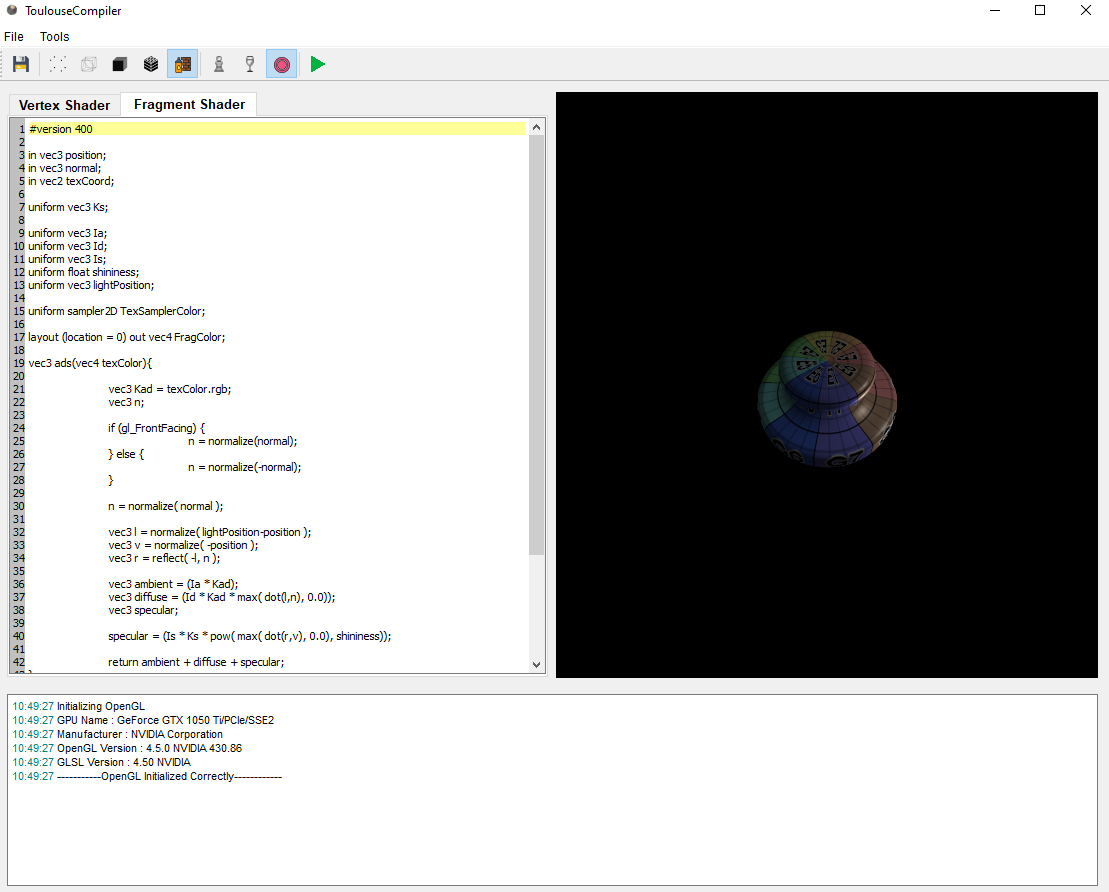 ToulouseCompiler
File Tools
Vertex Shader Fragment Shader
1 #version 400
2
3 in vec3 position;
4 in vec3 normal;
5 in vec2 texCoord;
6
7 uniform vec3 Ks;
8
9 uniform vec3 Ia;
10 uniform vec3 Id;
11 uniform vec3 Is;
12 uniform float shininess;
13 uniform vec3 lightPosition;
14
15 uniform sampler2D TexSamplerColor;
16
17 layout (location = 0) out vec4 FragColor;
18
19 vec3 ads(vec4 texColor){
20
21 vec3 Kad = texColor.rgb;
22 vec3 n;
23
24 if (gl_FrontFacing) {
25 n = normalize(normal);
26 } else {
27 n = normalize(-normal);
28 }
29
30 n = normalize( normal );
31
32 vec3 l = normalize( lightPosition-position );
33 vec3 v = normalize( -position );
34 vec3 r = reflect( -l, n );
35
36 vec3 ambient = (Ia * Kad);
37 vec3 diffuse = (Id * Kad * max( dot(l,n), 0.0));
38 vec3 specular;
39
40 specular = (Is * Ks * pow( max( dot(r,v), 0.0), shininess));
41
42 return ambient + diffuse + specular;
10:49:27 Initializing OpenGL
10:49:27 GPU Name : GeForce GTX 1050 Ti/PCIe/SSE2
10:49:27 Manufacturer : NVIDIA Corporation
10:49:27 OpenGL Version : 4.5.0 NVIDIA 430.86
10:49:27 GLSL Version : 4.50 NVIDIA
10:49:27 -----------OpenGL Initialized Correctly------------